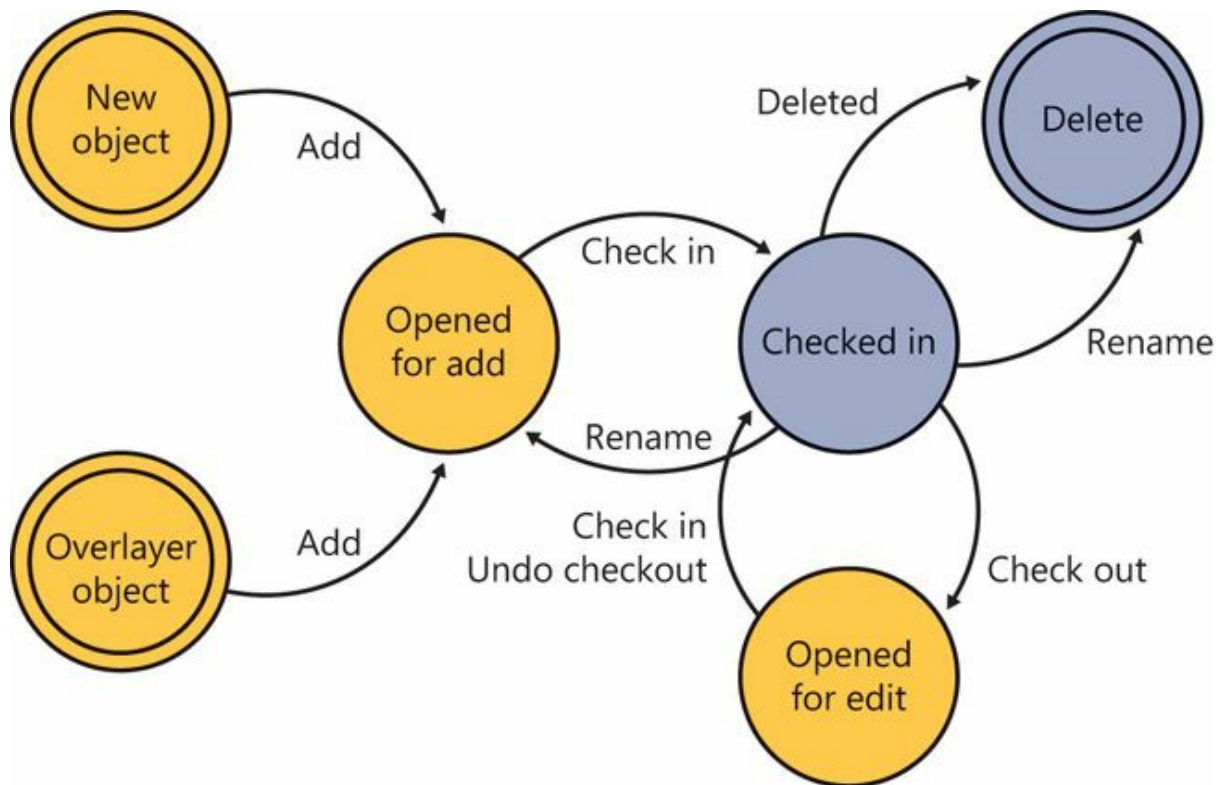 New
object
Add
Deleted
Delete
Check in
Opened
for add
Checked in
Rename
Rename
Overlayer
object
Add
Check in
Undo checkout
Check out
Opened
for edit